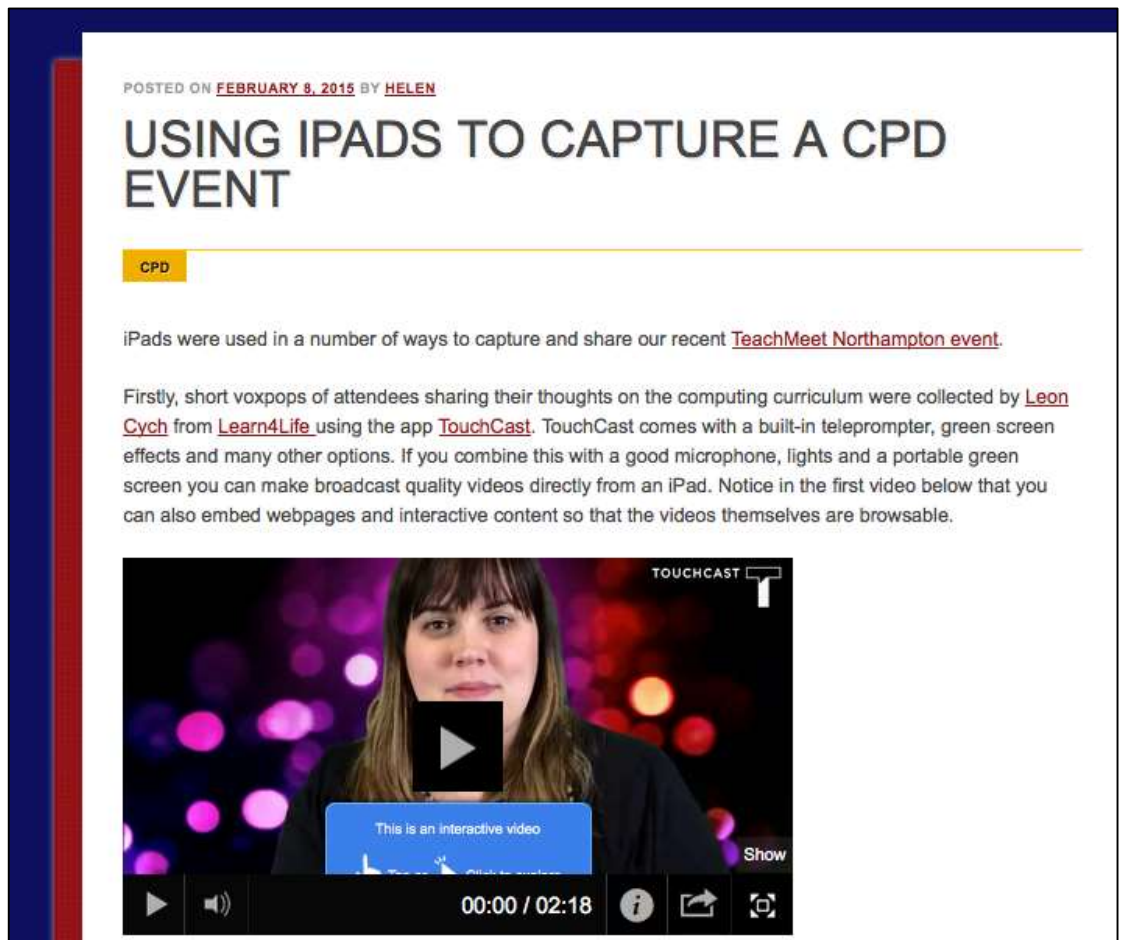 POSTED ON FEBRUARY 8, 2015 BY HELEN
USING IPADS TO CAPTURE A CPD
EVENT
CPD
iPads were used in a number of ways to capture and share our recent TeachMeet Northampton event.
Firstly, short voxpops of attendees sharing their thoughts on the computing curriculum were collected by Leon
Cych from Learn4Life using the app TouchCast. TouchCast comes with a built-in teleprompter, green screen
effects and many other options. If you combine this with a good microphone, lights and a portable green
screen you can make broadcast quality videos directly from an iPad. Notice in the first video below that you
can also embed webpages and interactive content so that the videos themselves are browsable.
TOUCHCAST T
This is an interactive video
Tap or Click to explore
Show
00:00 / 02:18